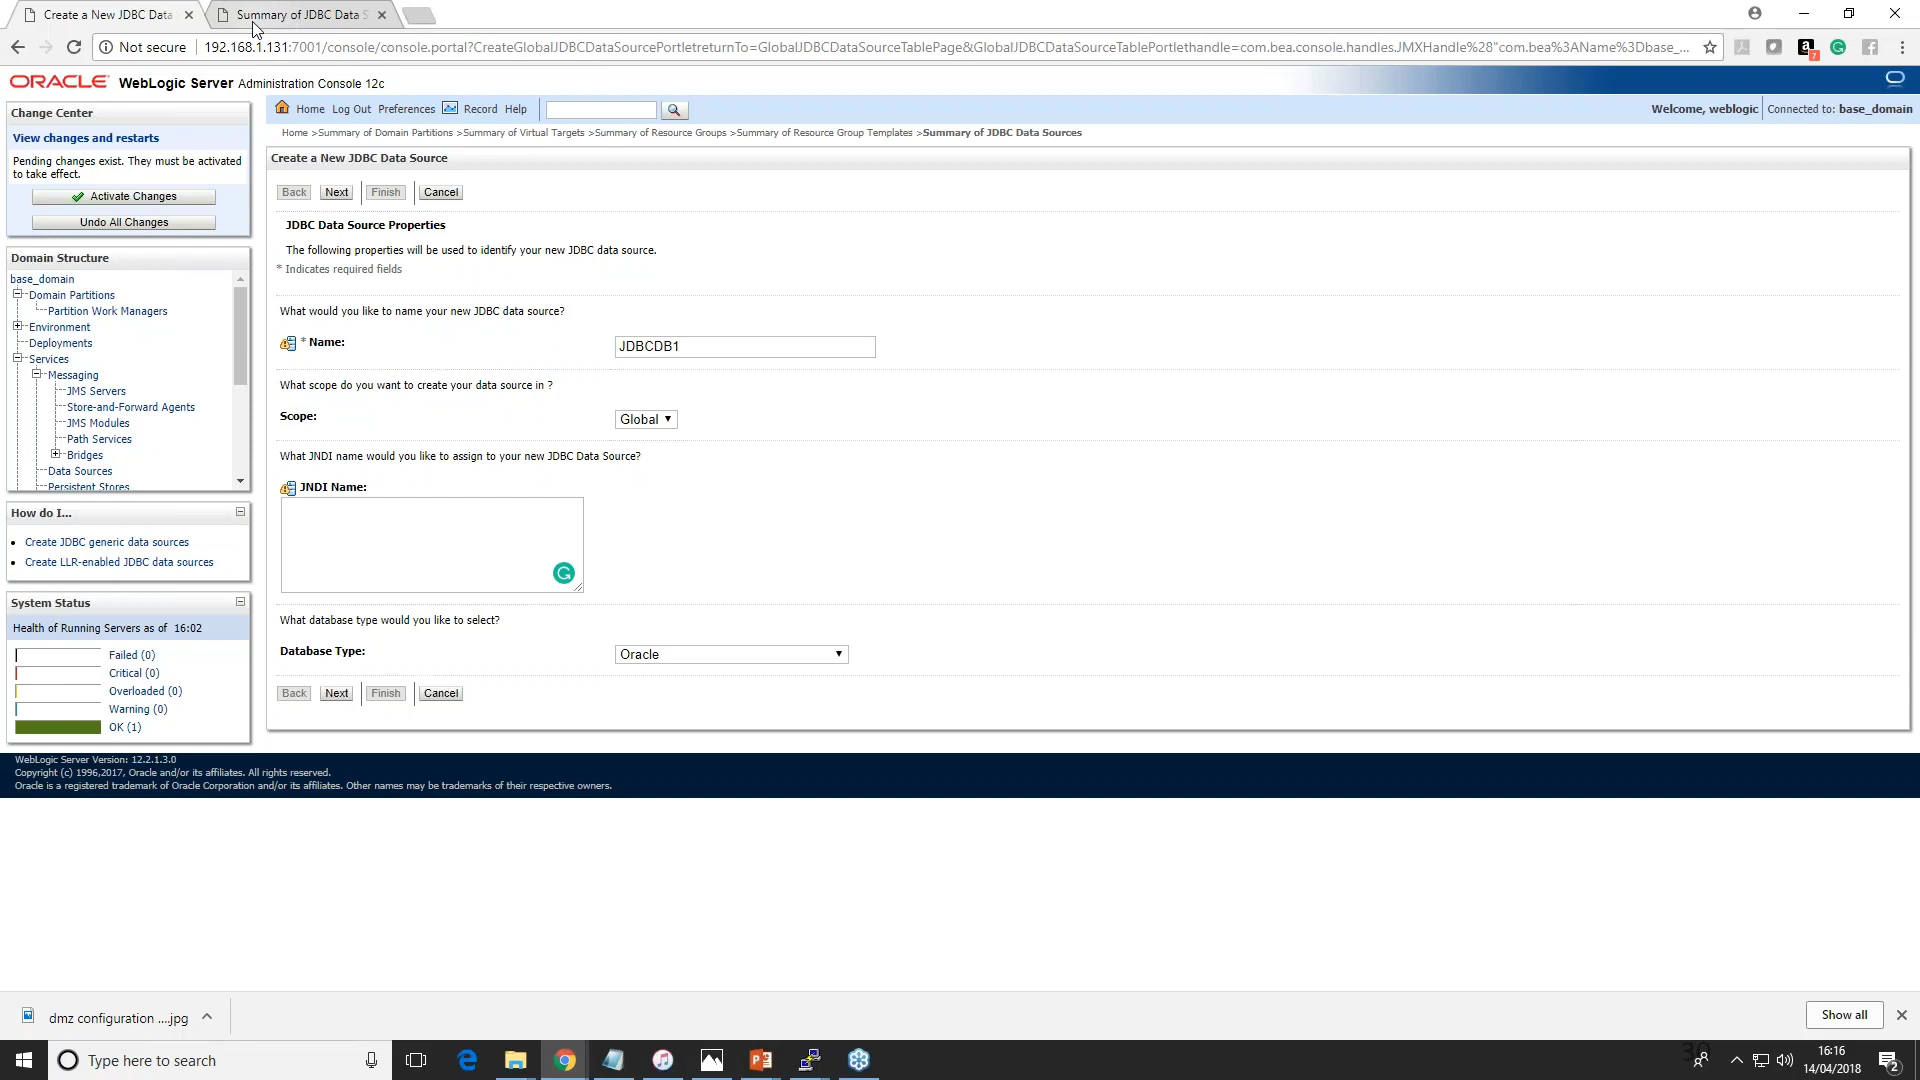 Create a New JDBC Data
Summary of JDBC Data S
Not secure
192.168.1.131:7001/console/console.portal?CreateGlobalJDBCDataSourcePortletreturnTo=GlobalJDBCDataSourceTablePage&GlobalJDBCDataSourceTablePortlethandle=com.bea.console.handles.JMXHandle%28"com.bea%3AName%3Dbase_...
7
ORACLE WebLogic Server Administration Console 12c
Change Center
View changes and restarts
Pending changes exist. They must be activated
to take effect.
Activate Changes
Undo All Changes
Domain Structure
base_domain
Domain Partitions
Partition Work Managers
Environment
Deployments
Services
Messaging
JMS Servers
Store-and-Forward Agents
JMS Modules
Path Services
Bridges
Data Sources
Persistent Stores
How do I...
Create JDBC generic data sources
Create LLR-enabled JDBC data sources
System Status
Health of Running Servers as of 16:02
Failed (0)
Critical (0)
Overloaded (0)
Warning (0)
OK (1)
Home Log Out Preferences Record Help
Welcome, weblogic Connected to: base_domain
Home >Summary of Domain Partitions >Summary of Virtual Targets >Summary of Resource Groups >Summary of Resource Group Templates >Summary of JDBC Data Sources
Create a New JDBC Data Source
Back Next Finish Cancel
JDBC Data Source Properties
The following properties will be used to identify your new JDBC data source.
* Indicates required fields
What would you like to name your new JDBC data source?
* Name: JDBCDB1
What scope do you want to create your data source in ?
Scope: Global
What JNDI name would you like to assign to your new JDBC Data Source?
JNDI Name:
What database type would you like to select?
Database Type: Oracle
Back Next Finish Cancel
WebLogic Server Version: 12.2.1.3.0
Copyright (c) 1996,2017, Oracle and/or its affiliates. All rights reserved.
Oracle is a registered trademark of Oracle Corporation and/or its affiliates. Other names may be trademarks of their respective owners.
dmz configuration ....jpg
Show all
Type here to search
30
16:16
14/04/2018
2